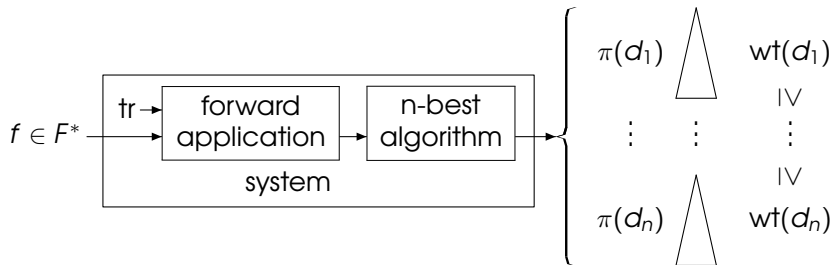 π(d₁) wt(d₁)
tr forward application n-best algorithm
≥
f ∈ F* ⋮ ⋮ ⋮
system
≥
π(dₙ) wt(dₙ)